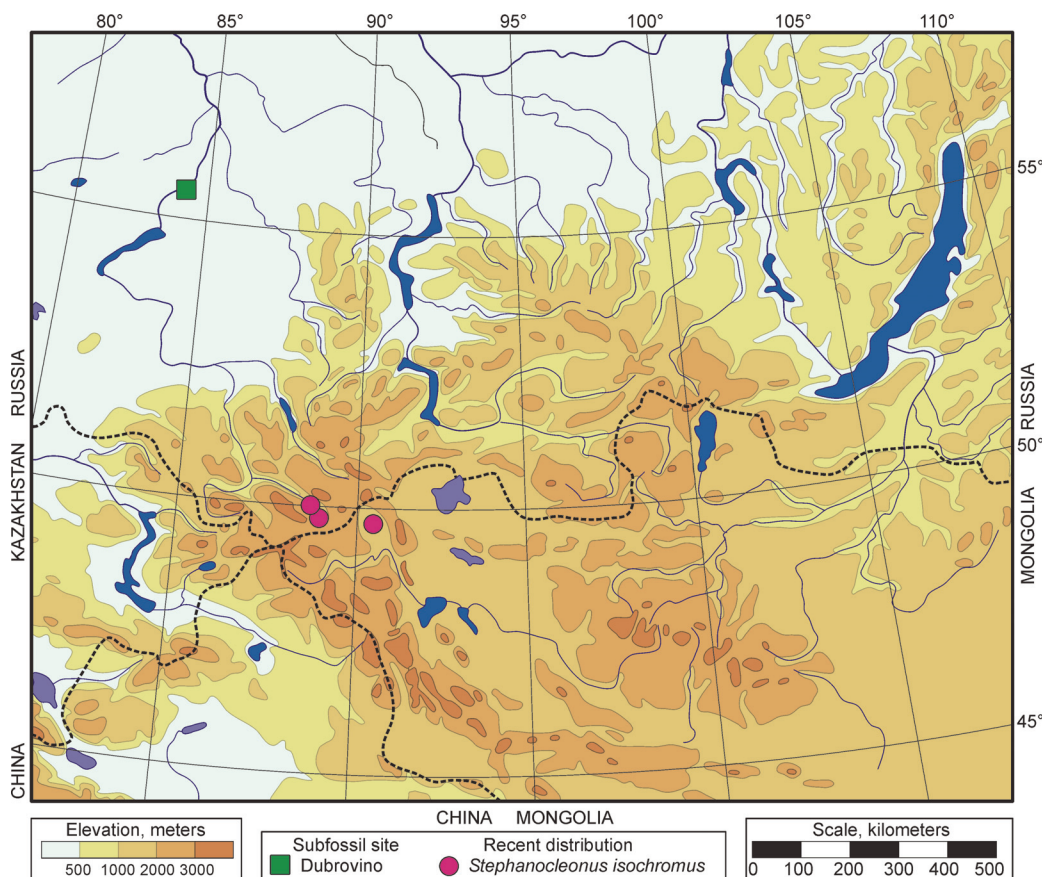 80° 85° 90° 95° 100° 105° 110°
55°
RUSSIA
RUSSIA
50°
KAZAKHSTAN
MONGOLIA
45°
CHINA
CHINA MONGOLIA
Elevation, meters
500 1000 2000 3000
Subfossil site
Dubrovino
Recent distribution
Stephanocleonus isochromus
Scale, kilometers
0 100 200 300 400 500